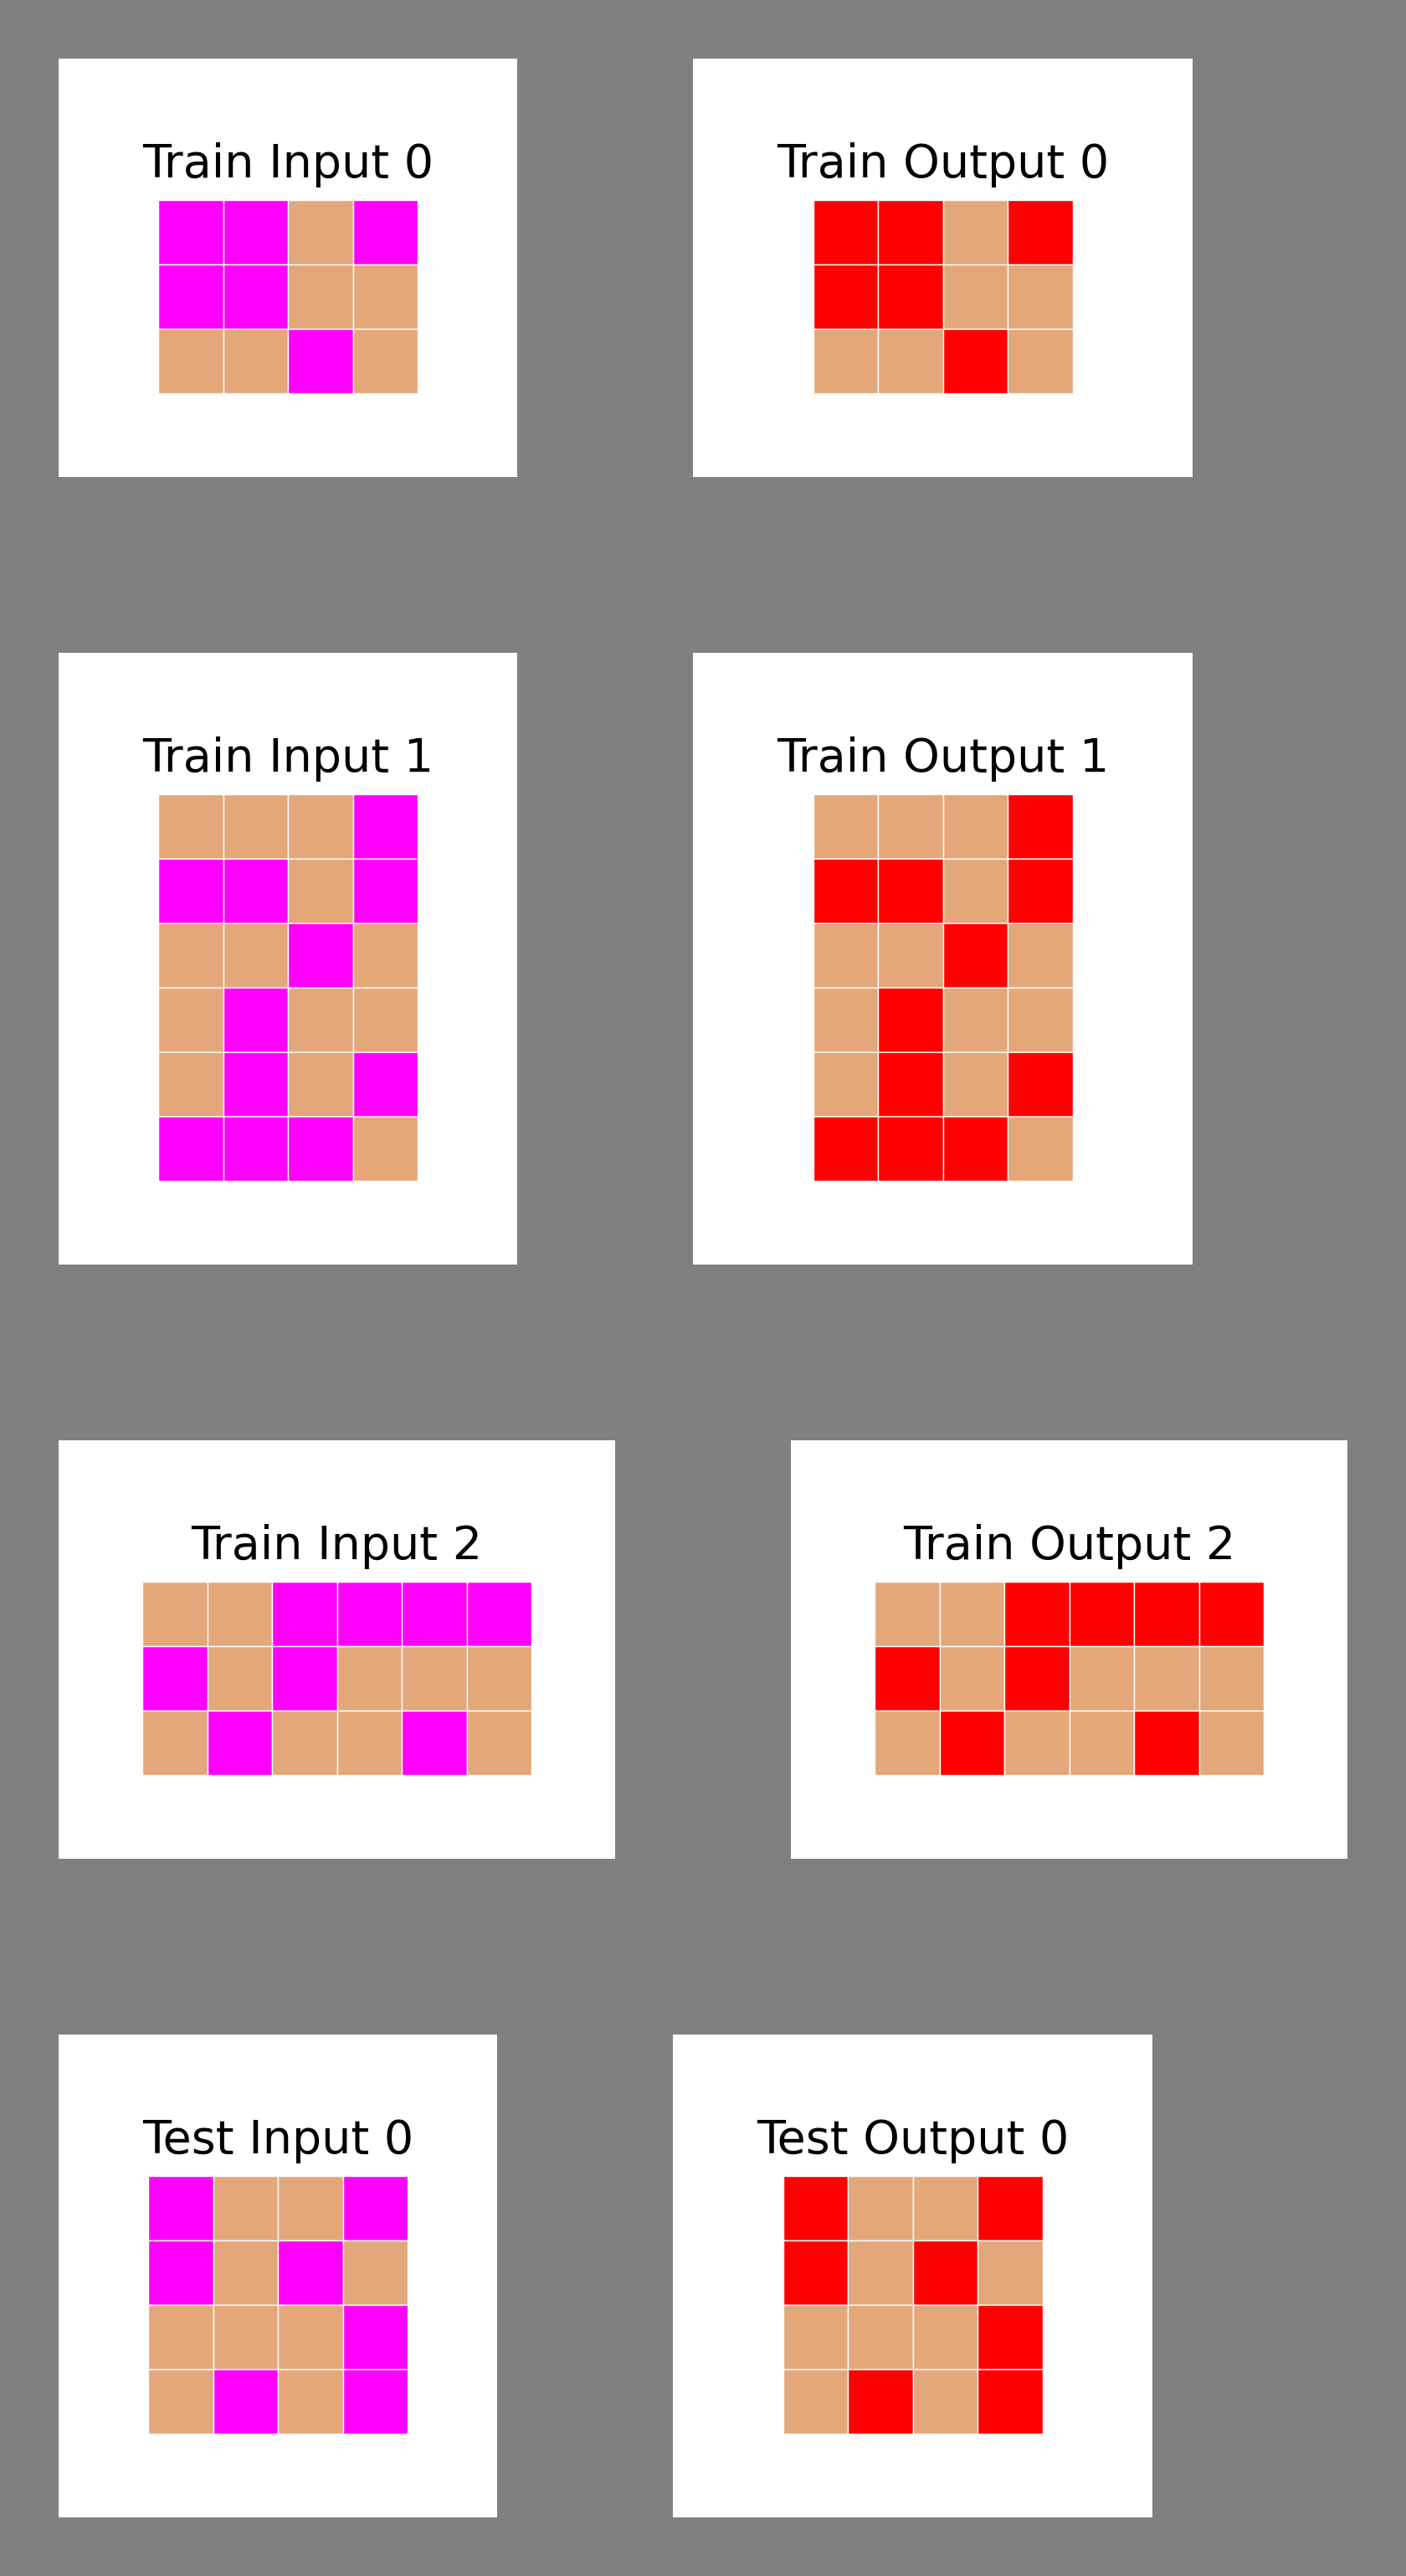 Train Input 0
Train Output 0
Train Input 1
Train Output 1
Train Input 2
Train Output 2
Test Input 0
Test Output 0